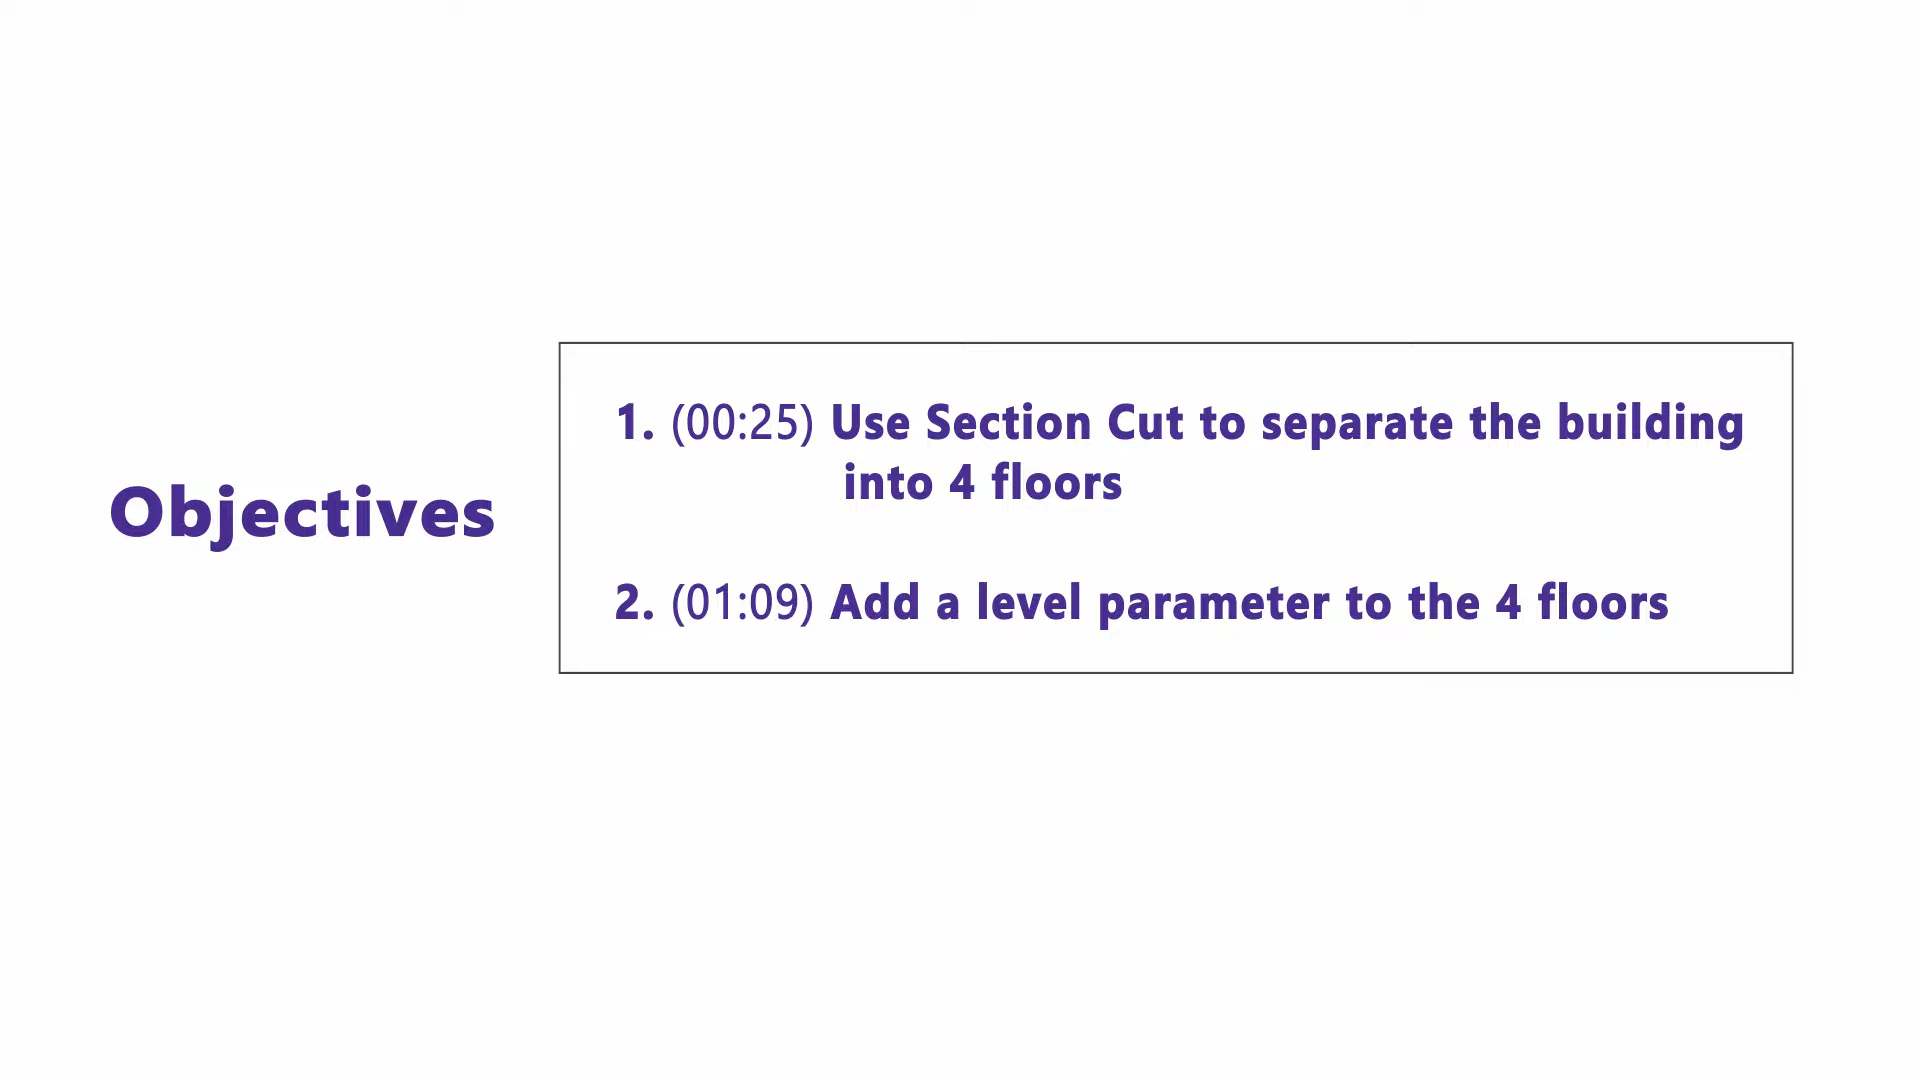 Objectives
1. (00:25) Use Section Cut to separate the building
into 4 floors
2. (01:09) Add a level parameter to the 4 floors